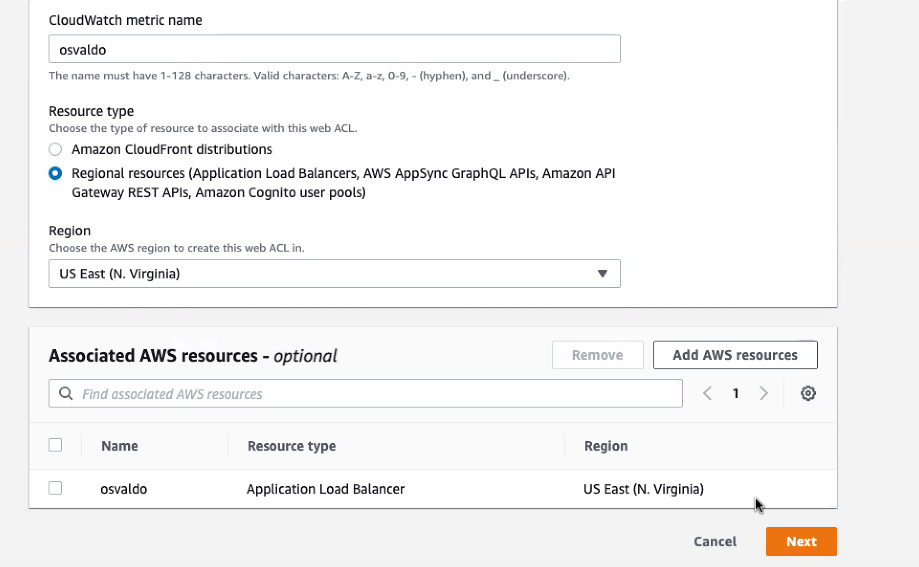 CloudWatch metric name
osvaldo
The name must have 1-128 characters. Valid characters: A-Z, a-z, 0-9, - (hyphen), and _ (underscore).
Resource type
Choose the type of resource to associate with this web ACL.
Amazon CloudFront distributions
Regional resources (Application Load Balancers, AWS AppSync GraphQL APIs, Amazon API
Gateway REST APIs, Amazon Cognito user pools)
Region
Choose the AWS region to create this web ACL in.
US East (N. Virginia)
Associated AWS resources - optional
Remove
Add AWS resources
Find associated AWS resources
1
Name
Resource type
Region
osvaldo
Application Load Balancer
US East (N. Virginia)
Cancel
Next